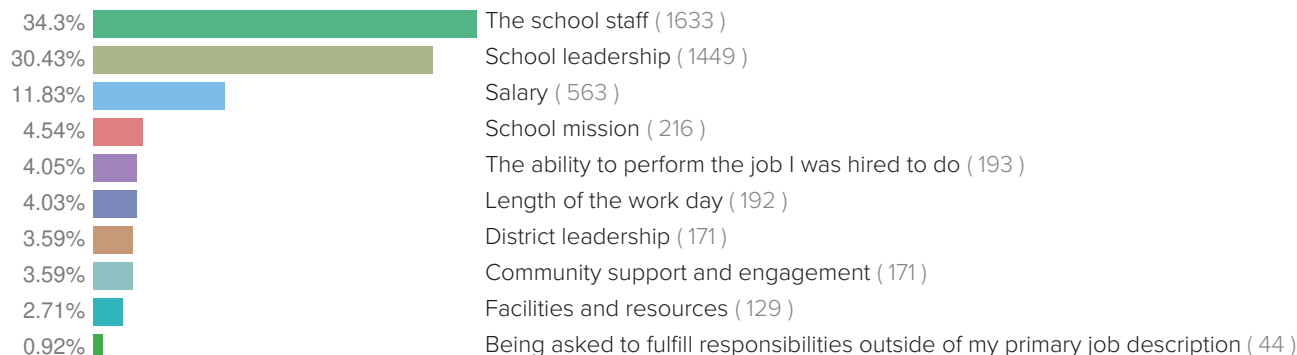 34.3% The school staff ( 1633 )
30.43% School leadership ( 1449 )
11.83% Salary ( 563 )
4.54% School mission ( 216 )
4.05% The ability to perform the job I was hired to do ( 193 )
4.03% Length of the work day ( 192 )
3.59% District leadership ( 171 )
3.59% Community support and engagement ( 171 )
2.71% Facilities and resources ( 129 )
0.92% Being asked to fulfill responsibilities outside of my primary job description ( 44 )